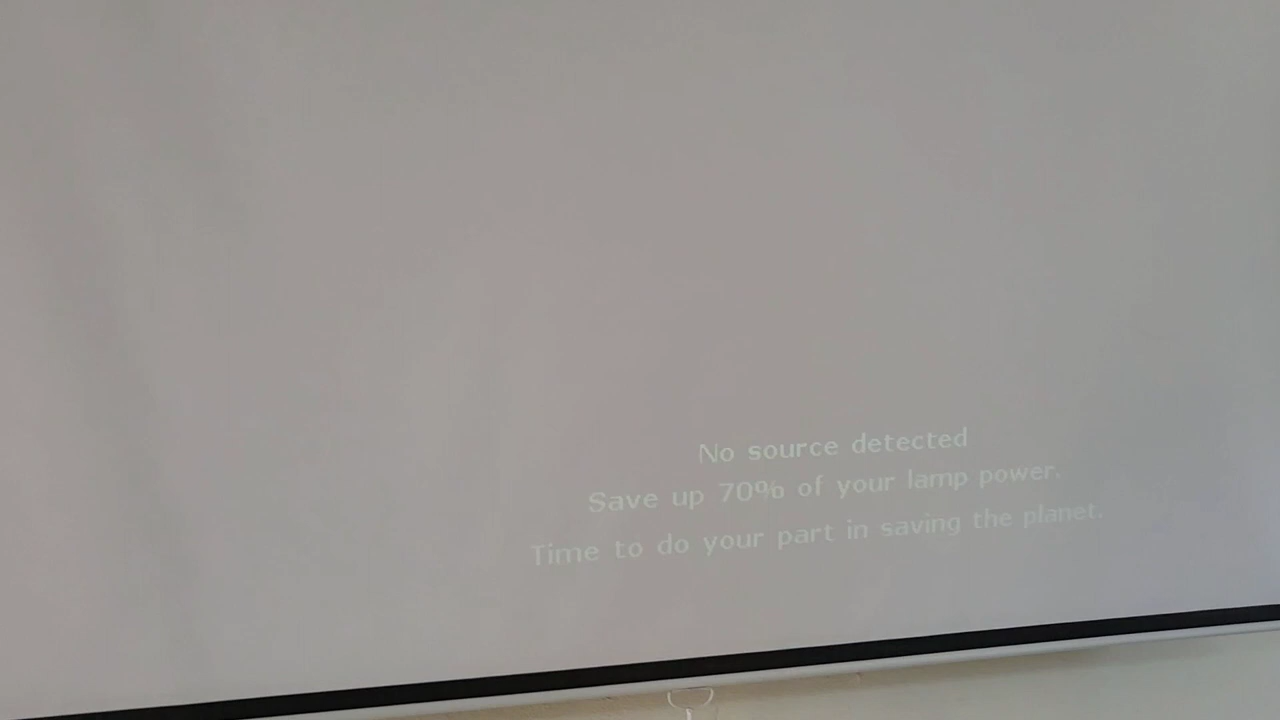 No source detected
Save up 70% of your lamp power.
Time to do your part in saving the planet.